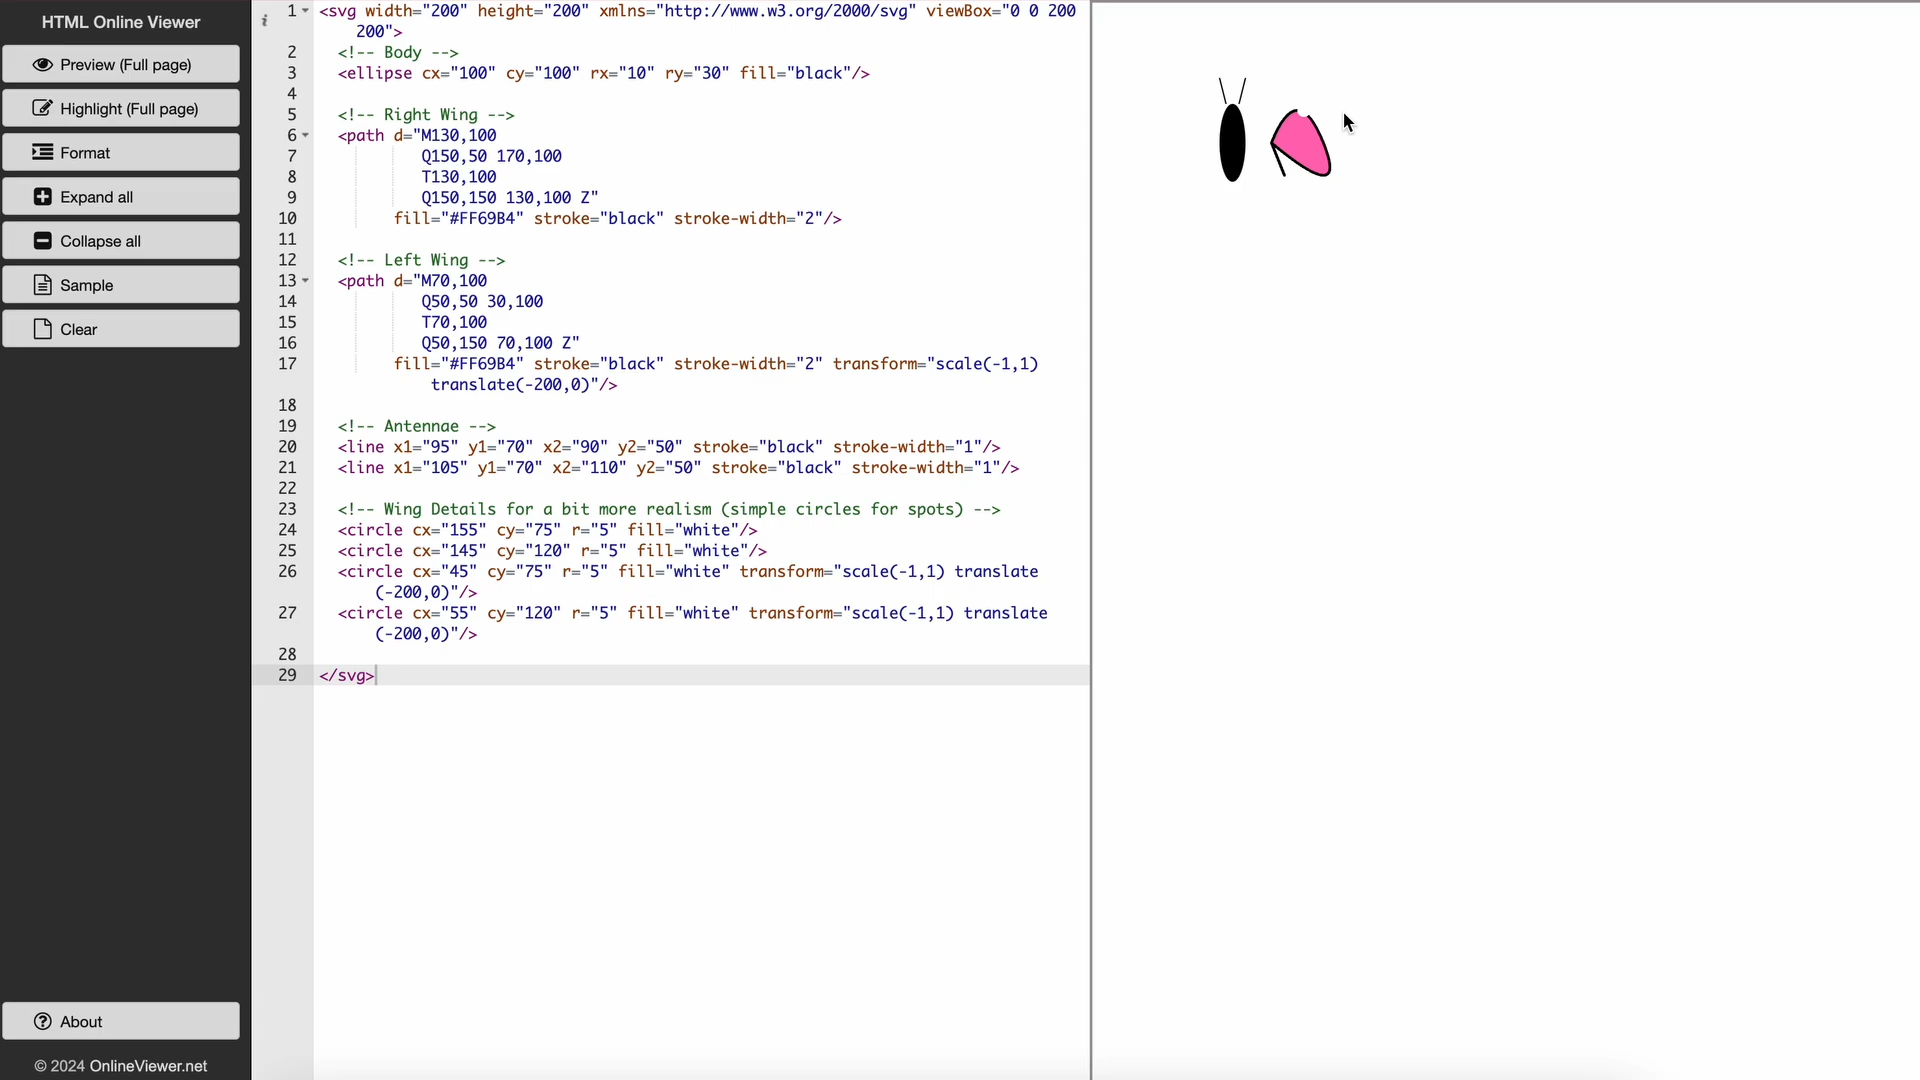 HTML Online Viewer
Preview (Full page)
Highlight (Full page)
Format
Expand all
Collapse all
Sample
Clear
About
© 2024 OnlineViewer.net
i
1 <svg width="200" height="200" xmlns="http://www.w3.org/2000/svg" viewBox="0 0 200
200">
2 <!-- Body -->
3 <ellipse cx="100" cy="100" rx="10" ry="30" fill="black"/>
4
5 <!-- Right Wing -->
6 <path d="M130,100
7 Q150,50 170,100
8 T130,100
9 Q150,150 130,100 Z"
10 fill="#FF69B4" stroke="black" stroke-width="2"/>
11
12 <!-- Left Wing -->
13 <path d="M70,100
14 Q50,50 30,100
15 T70,100
16 Q50,150 70,100 Z"
17 fill="#FF69B4" stroke="black" stroke-width="2" transform="scale(-1,1)
translate(-200,0)"/>
18
19 <!-- Antennae -->
20 <line x1="95" y1="70" x2="90" y2="50" stroke="black" stroke-width="1"/>
21 <line x1="105" y1="70" x2="110" y2="50" stroke="black" stroke-width="1"/>
22
23 <!-- Wing Details for a bit more realism (simple circles for spots) -->
24 <circle cx="155" cy="75" r="5" fill="white"/>
25 <circle cx="145" cy="120" r="5" fill="white"/>
26 <circle cx="45" cy="75" r="5" fill="white" transform="scale(-1,1) translate
(-200,0)"/>
27 <circle cx="55" cy="120" r="5" fill="white" transform="scale(-1,1) translate
(-200,0)"/>
28
29 </svg>